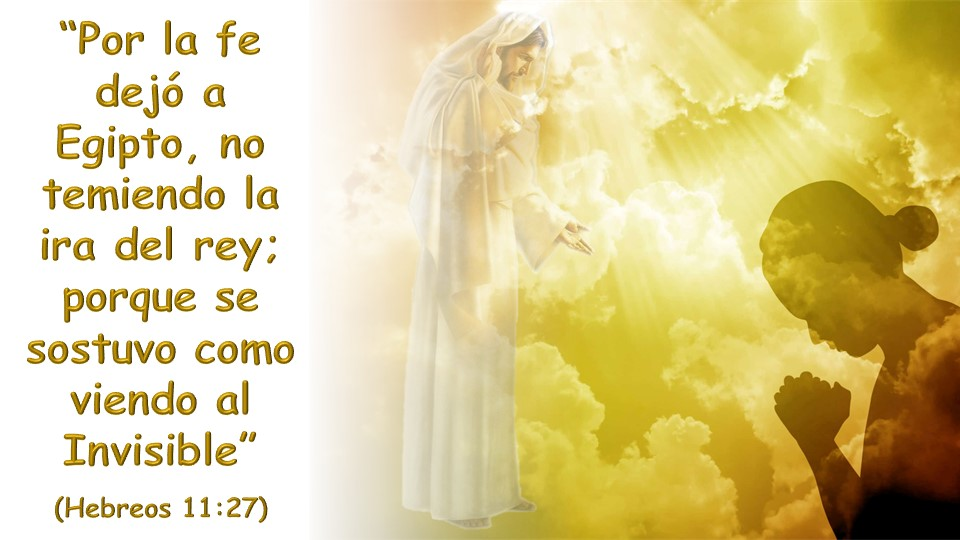 “Por la fe
dejó a
Egipto, no
temiendo la
ira del rey;
porque se
sostuvo como
viendo al
Invisible”
(Hebreos 11:27)